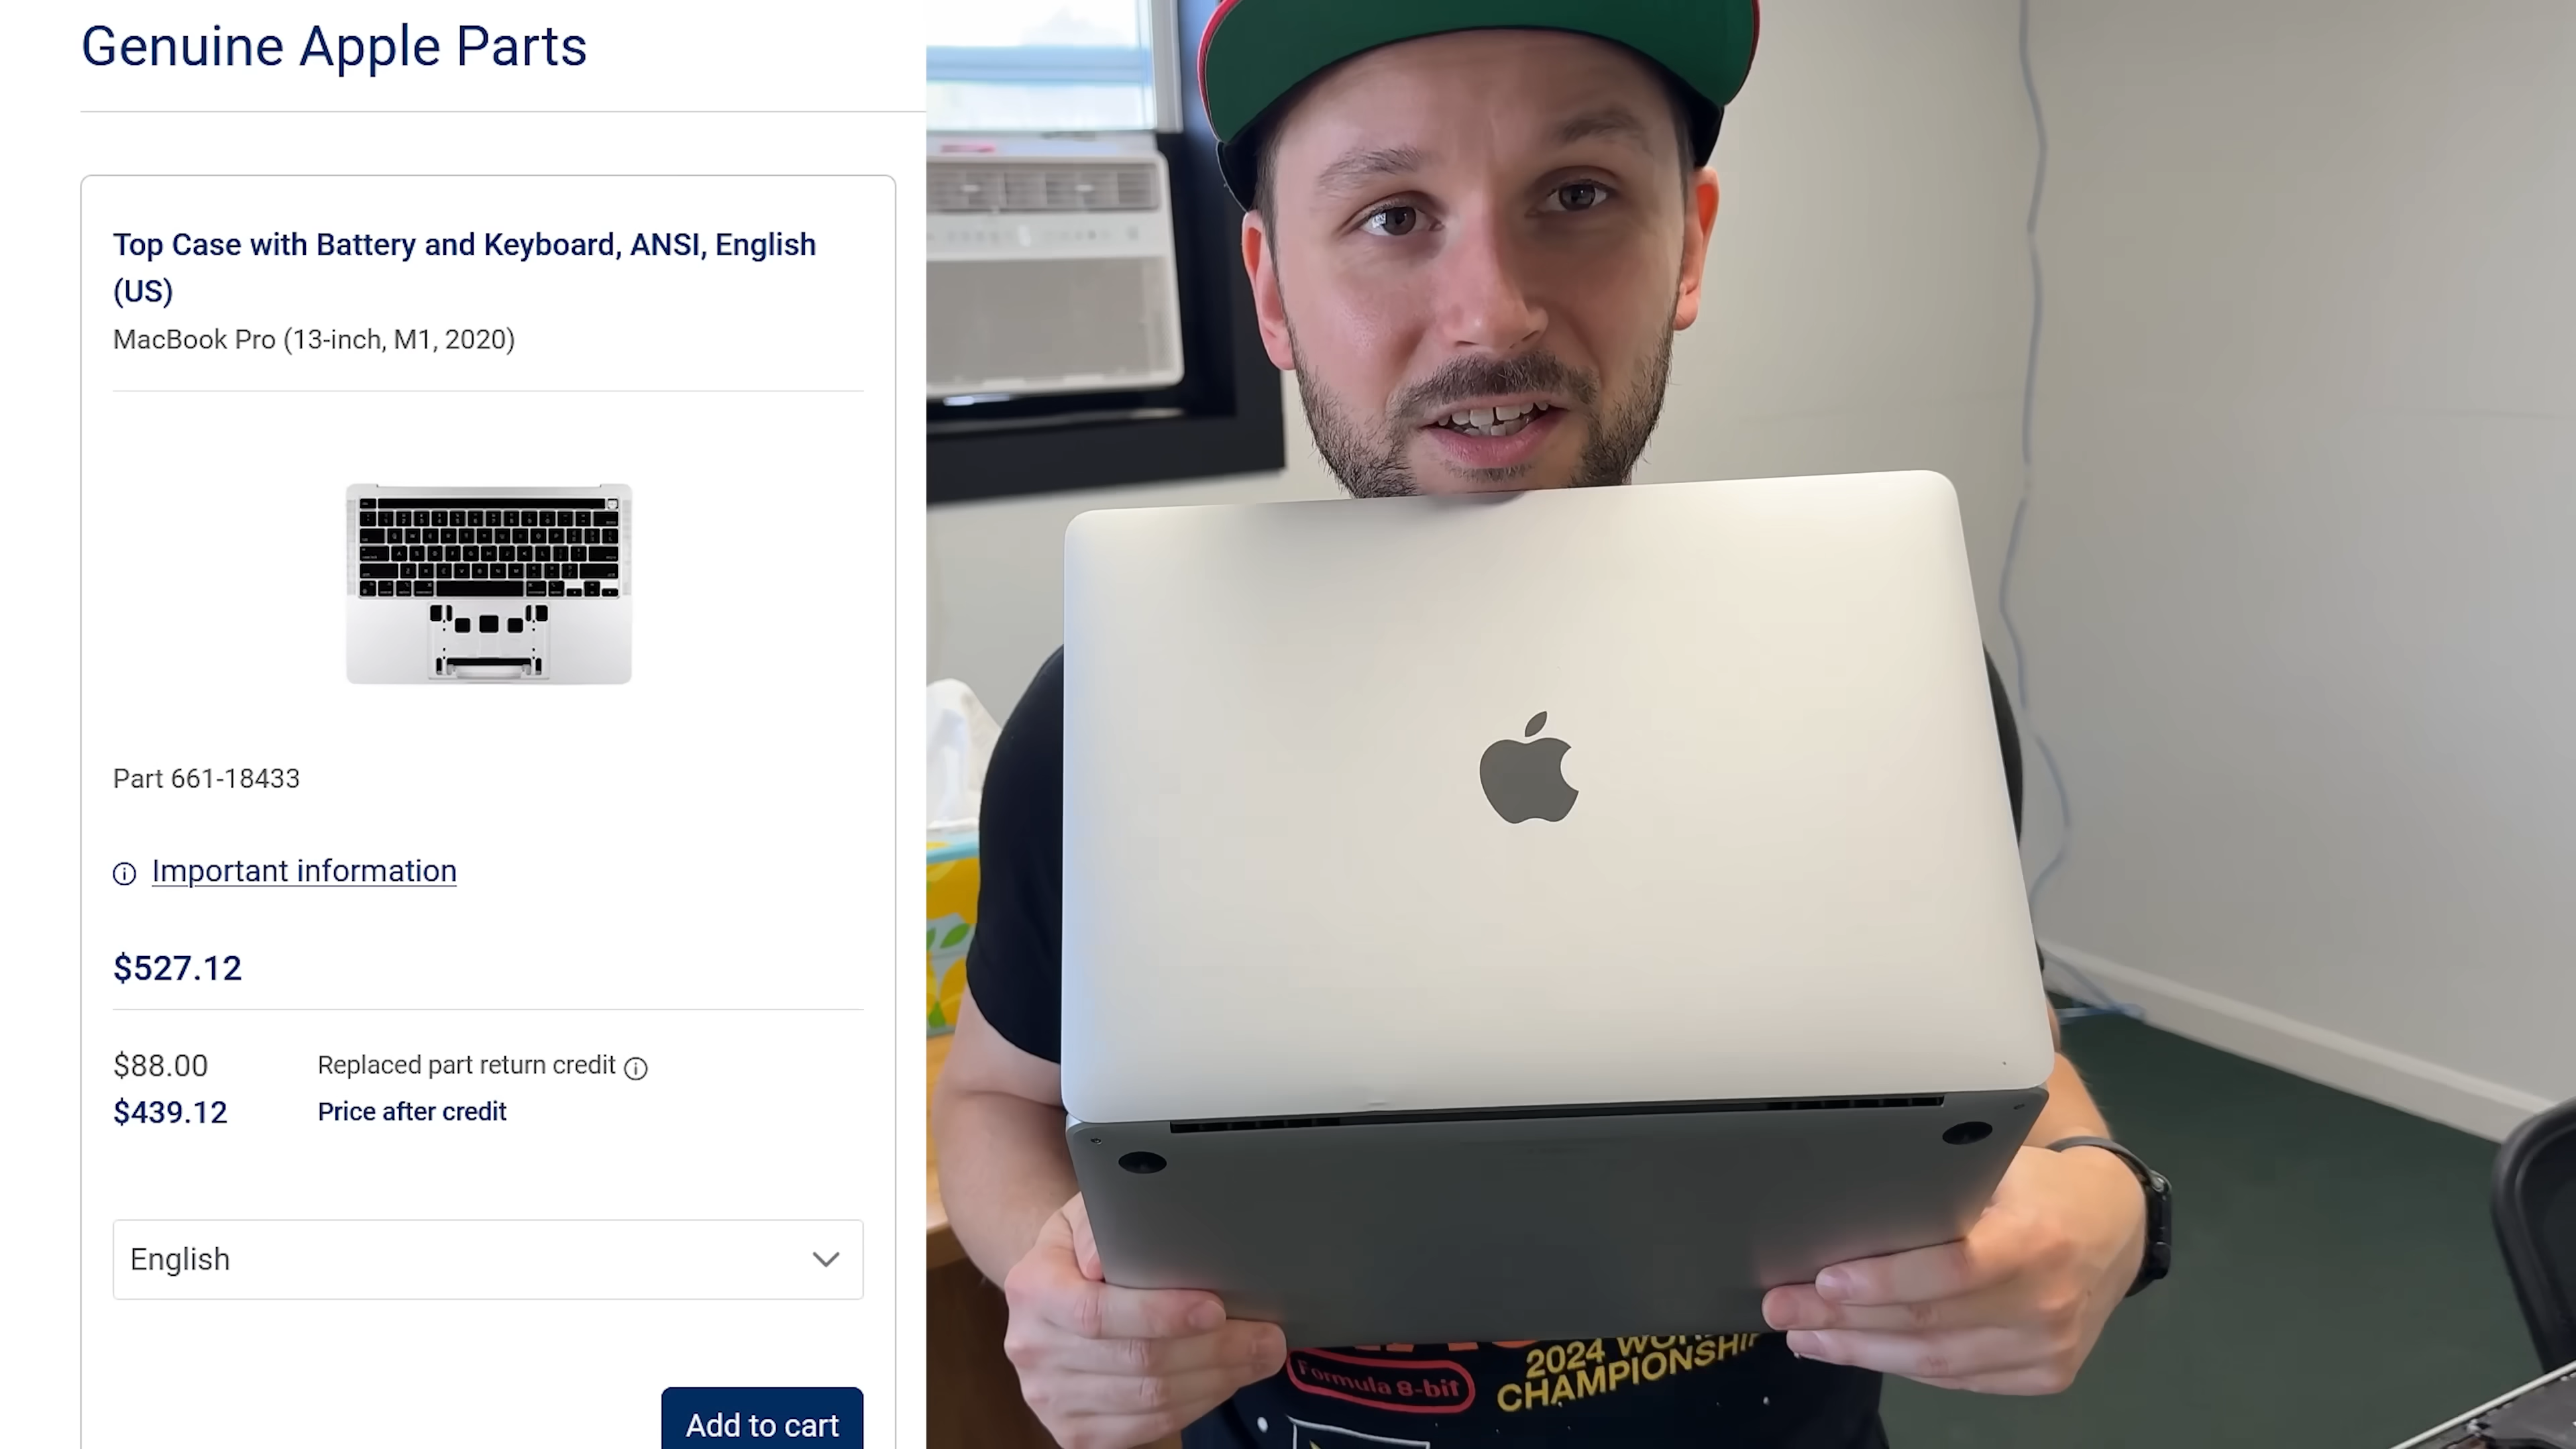 Genuine Apple Parts
Top Case with Battery and Keyboard, ANSI, English
(US)
MacBook Pro (13-inch, M1, 2020)
Part 661-18433
Important information
$527.12
$88.00 Replaced part return credit
$439.12 Price after credit
English
Add to cart
Formula 8-bit
2024
CHAMPIONSHIP